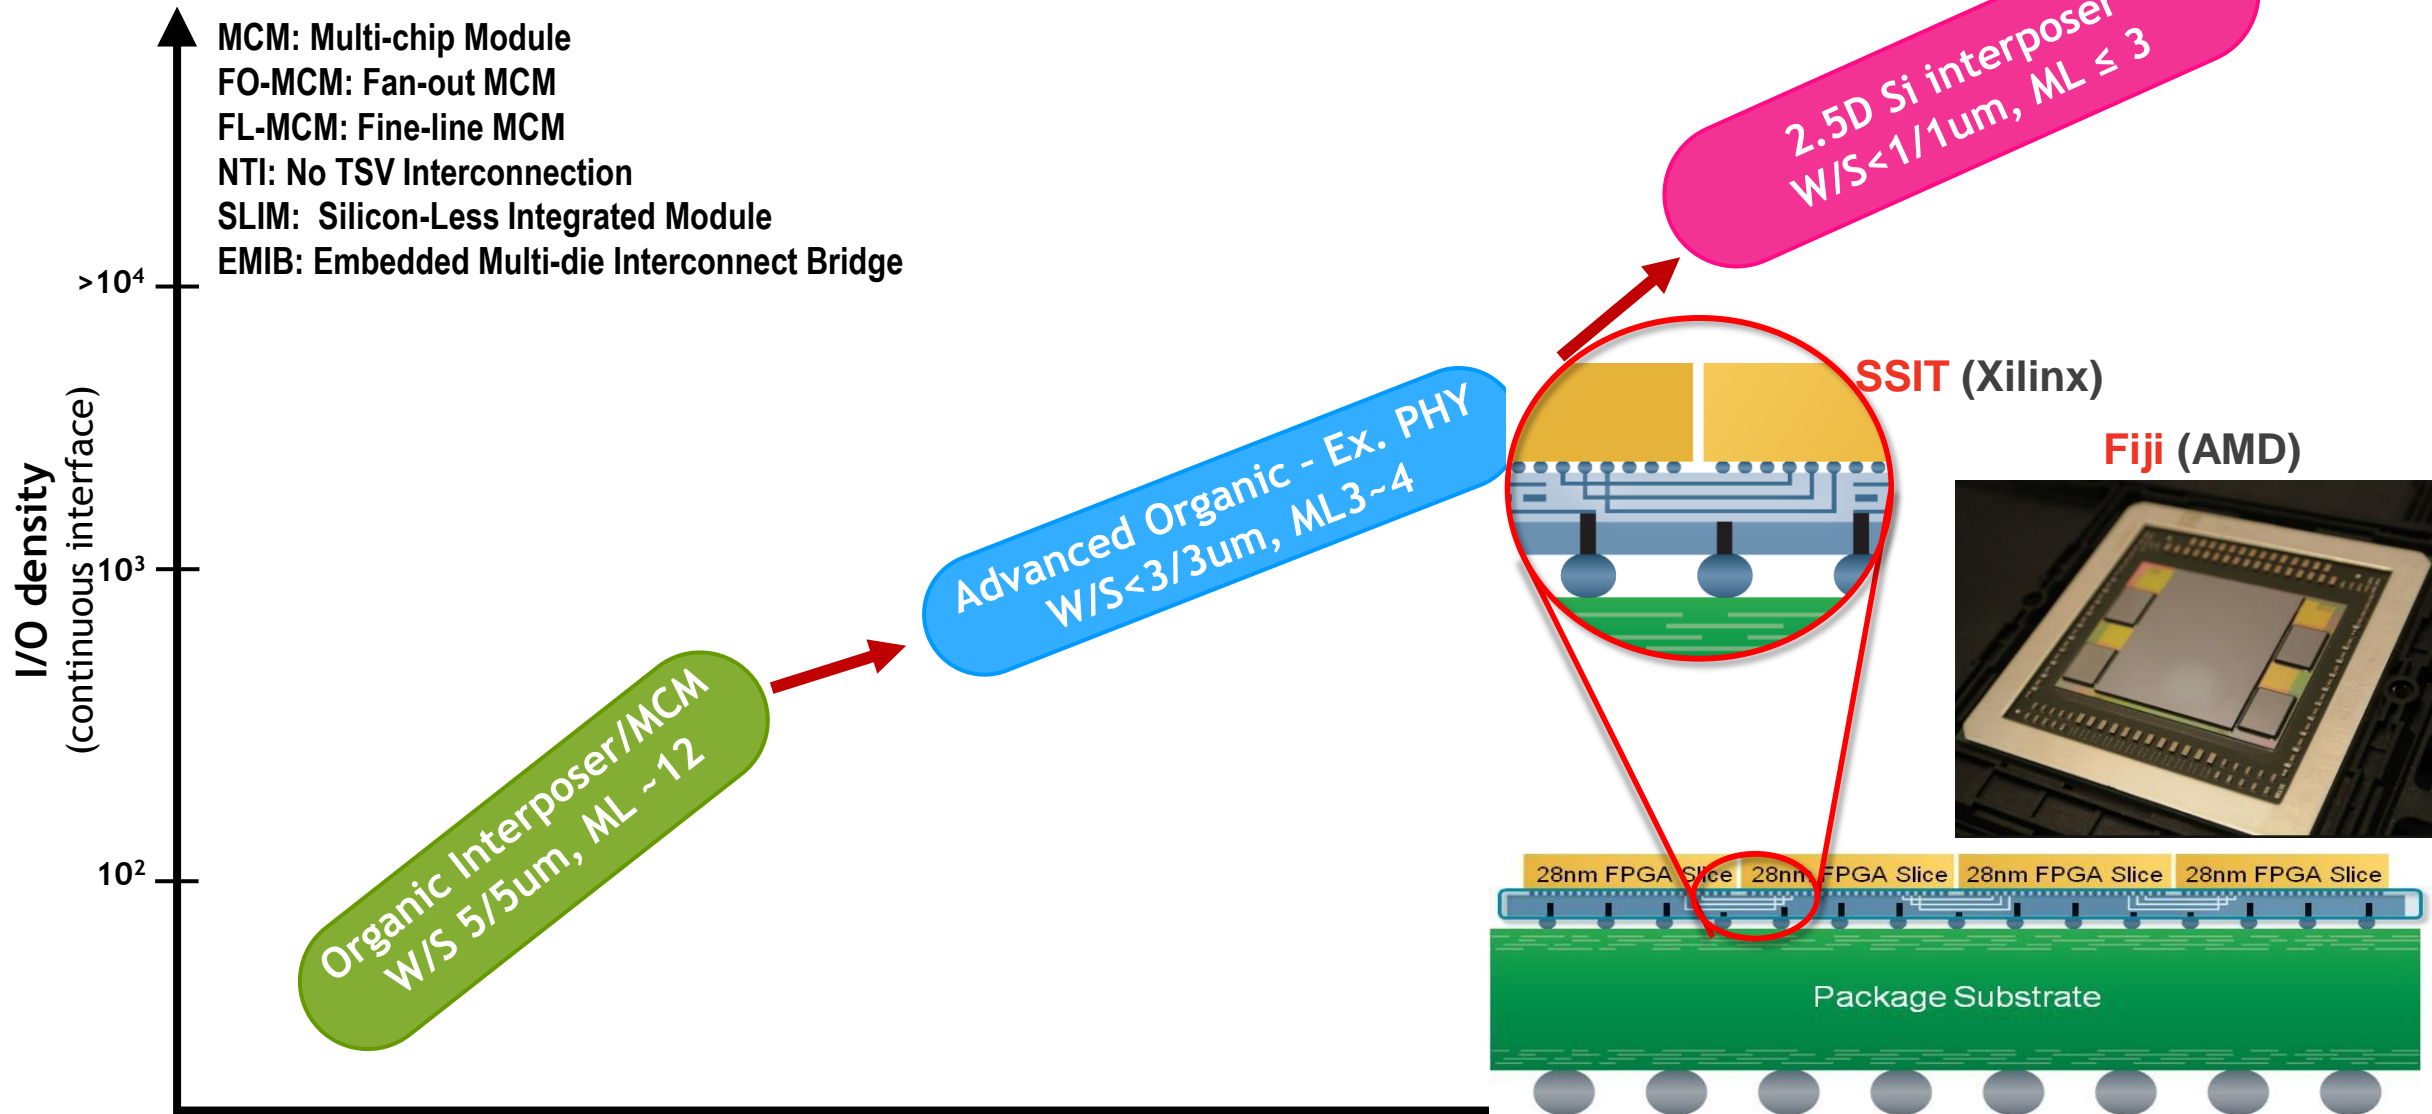 MCM: Multi-chip Module
FO-MCM: Fan-out MCM
FL-MCM: Fine-line MCM
NTI: No TSV Interconnection
SLIM:  Silicon-Less Integrated Module
EMIB: Embedded Multi-die Interconnect Bridge
>10⁴
10³
10²
I/O density
(continuous interface)
Organic Interposer/MCM
W/S 5/5um, ML ~12
Advanced Organic - Ex. PHY
W/S<3/3um, ML3~4
2.5D Si interposer
W/S<1/1um, ML ≤ 3
SSIT (Xilinx)
Fiji (AMD)
28nm FPGA Slice
28nm FPGA Slice
28nm FPGA Slice
28nm FPGA Slice
Package Substrate